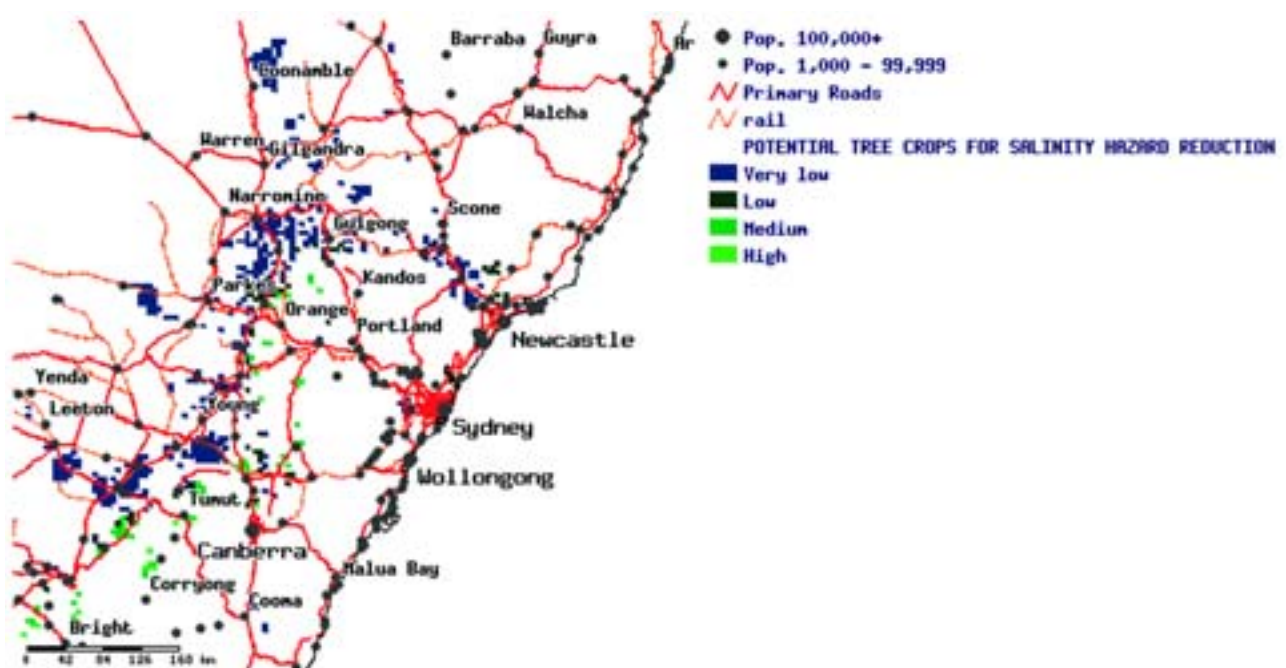 Barraba
Guyra
Ar
Coonamble
Walcha
Warren
Gilgandra
Narromine
Gulgong
Scone
Kandos
Parkes
Orange
Portland
Newcastle
Yenda
Leeton
Young
Sydney
Wollongong
Tumut
Canberra
Malua Bay
Corryong
Cooma
Bright
0 42 84 126 168 km
Pop. 100,000+
Pop. 1,000 - 99,999
Primary Roads
rail
POTENTIAL TREE CROPS FOR SALINITY HAZARD REDUCTION
Very low
Low
Medium
High